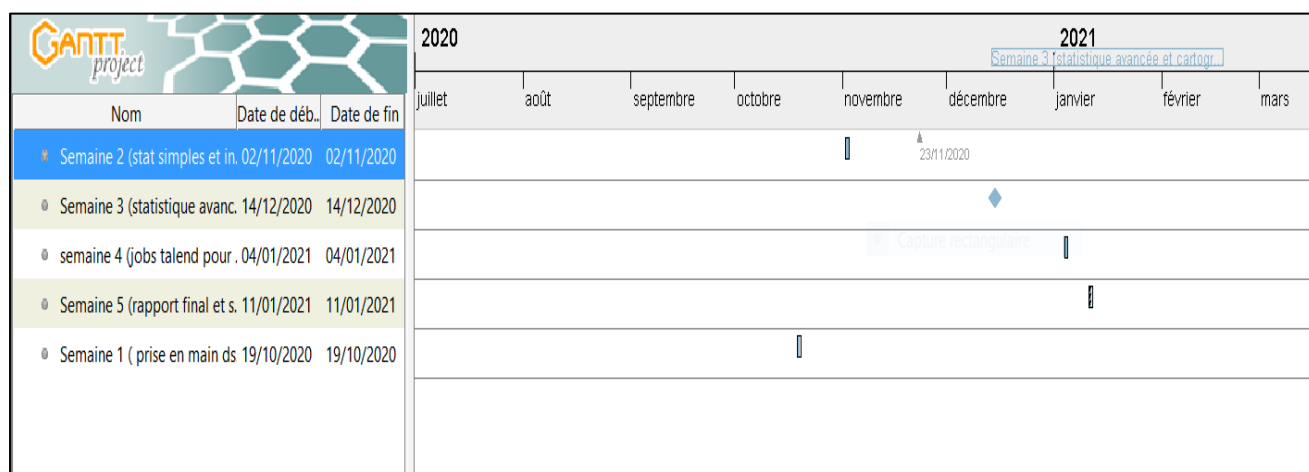 GANTT
project
2020 2021
Semaine 3 (statistique avancée et cartogr...)
juillet août septembre octobre novembre décembre janvier février mars
Nom Date de déb.. Date de fin
Semaine 2 (stat simples et in. 02/11/2020 02/11/2020
23/11/2020
Semaine 3 (statistique avanc. 14/12/2020 14/12/2020
Capture rectangulaire
semaine 4 (jobs talend pour . 04/01/2021 04/01/2021
Semaine 5 (rapport final et s. 11/01/2021 11/01/2021
Semaine 1 ( prise en main ds 19/10/2020 19/10/2020